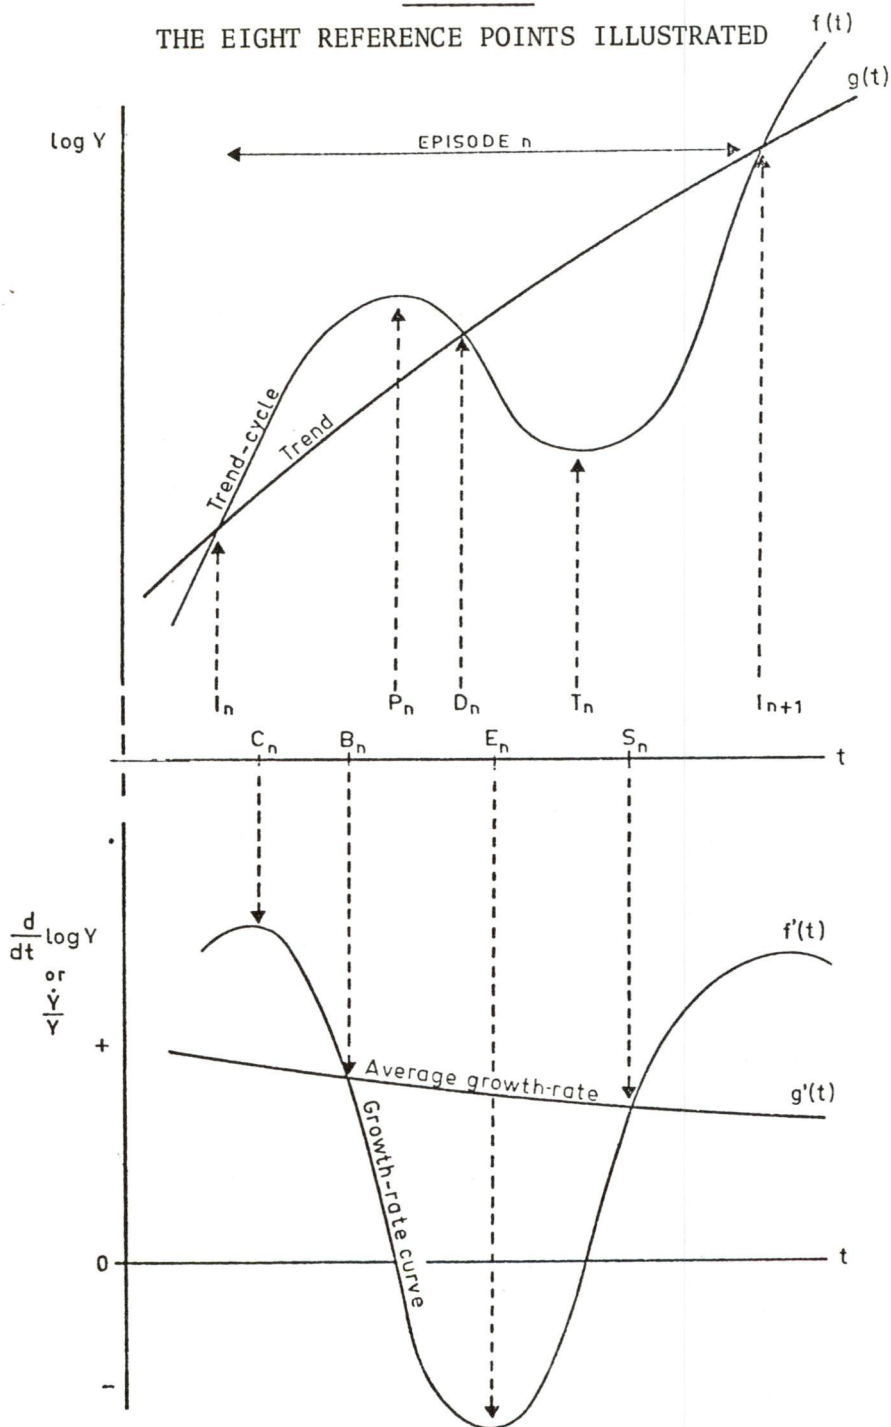 THE EIGHT REFERENCE POINTS ILLUSTRATED
f(t)
g(t)
log Y
EPISODE n
Trend-cycle
Trend
Iₙ Pₙ Dₙ Tₙ Iₙ₊₁
Cₙ Bₙ Eₙ Sₙ
t
d/dt log Y
or
Ẏ/Y
f'(t)
+
Average growth-rate
g'(t)
Growth-rate curve
0
t
−